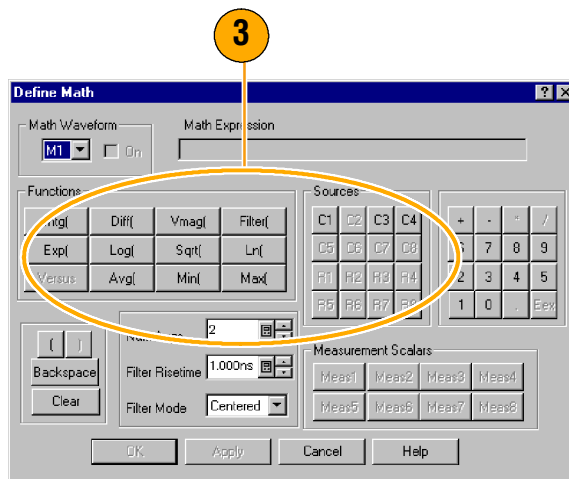 3
Define Math
Math Waveform
Math Expression
M1
On
Functions
Sources
Intg( Diff( Vmag( Filter(
Exp( Log( Sqrt( Ln(
Versus Avg( Min( Max(
C1 C2 C3 C4
C5 C6 C7 C8
R1 R2 R3 R4
R5 R6 R7 R8
+ - * /
6 7 8 9
2 3 4 5
1 0 . Eex
( )
Backspace
Clear
2
Filter Risetime 1.000ns
Filter Mode Centered
Measurement Scalars
Meas1 Meas2 Meas3 Meas4
Meas5 Meas6 Meas7 Meas8
OK Apply Cancel Help